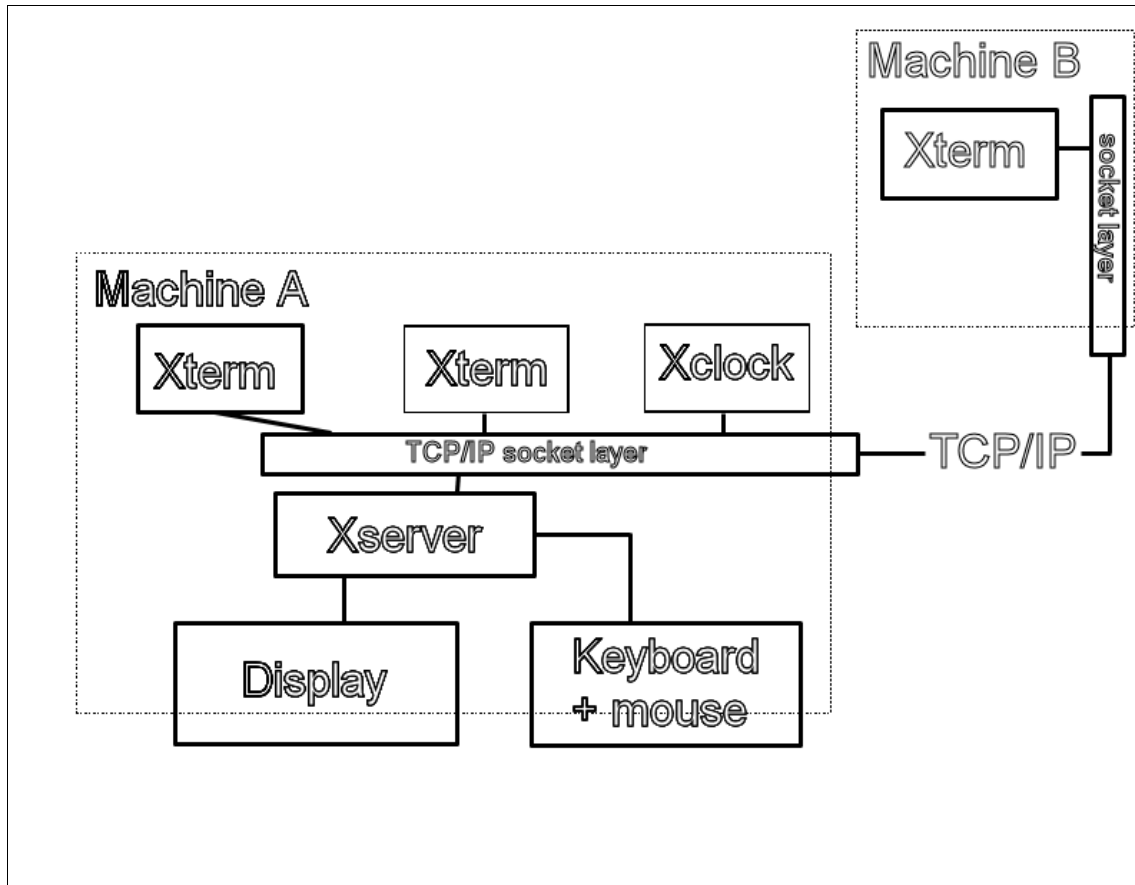 Machine B
Xterm
socket layer
Machine A
Xterm
Xterm
Xclock
TCP/IP socket layer
TCP/IP
Xserver
Display
Keyboard
+ mouse